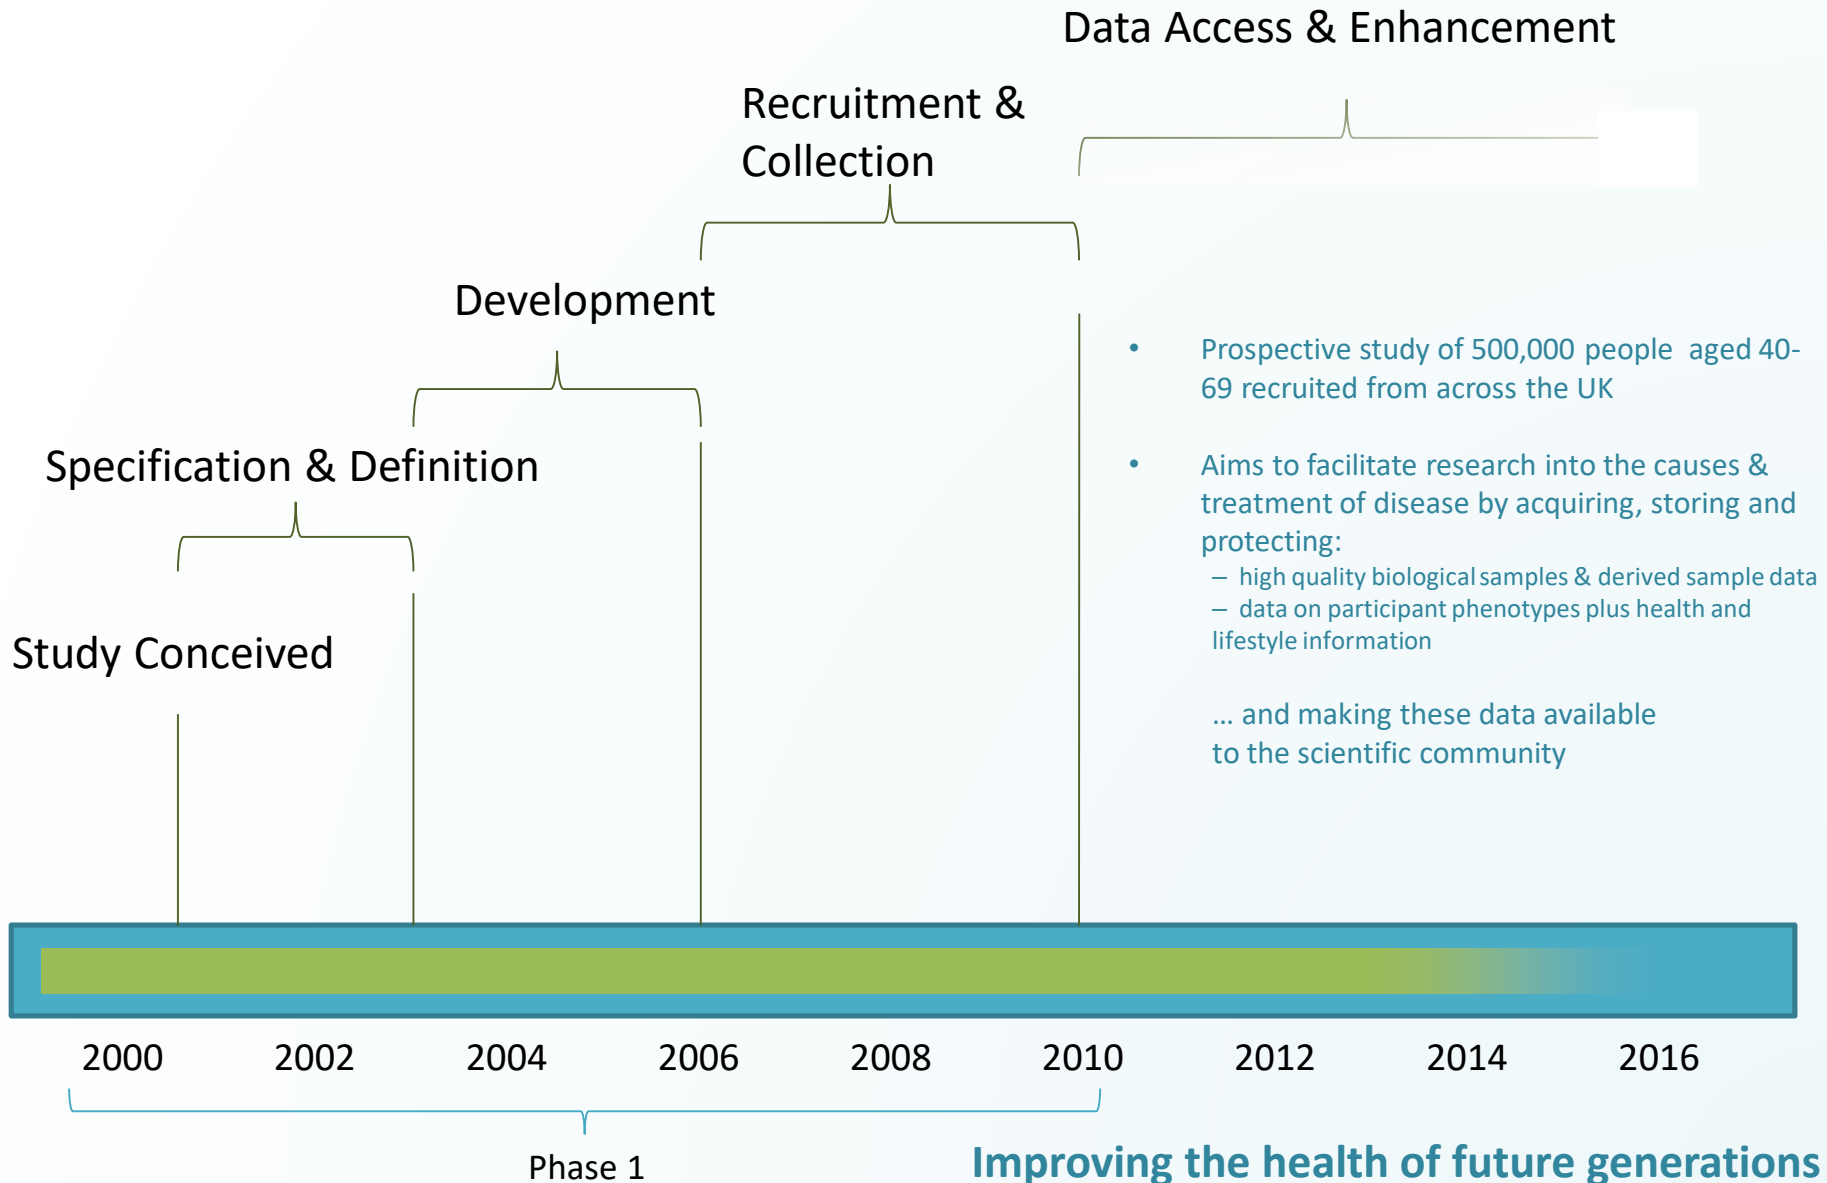 Data Access & Enhancement
Recruitment &
Collection
Development
Specification & Definition
Study Conceived
• Prospective study of 500,000 people aged 40-
69 recruited from across the UK
• Aims to facilitate research into the causes &
treatment of disease by acquiring, storing and
protecting:
– high quality biological samples & derived sample data
– data on participant phenotypes plus health and
lifestyle information
... and making these data available
to the scientific community
2000 2002 2004 2006 2008 2010 2012 2014 2016
Phase 1
Improving the health of future generations